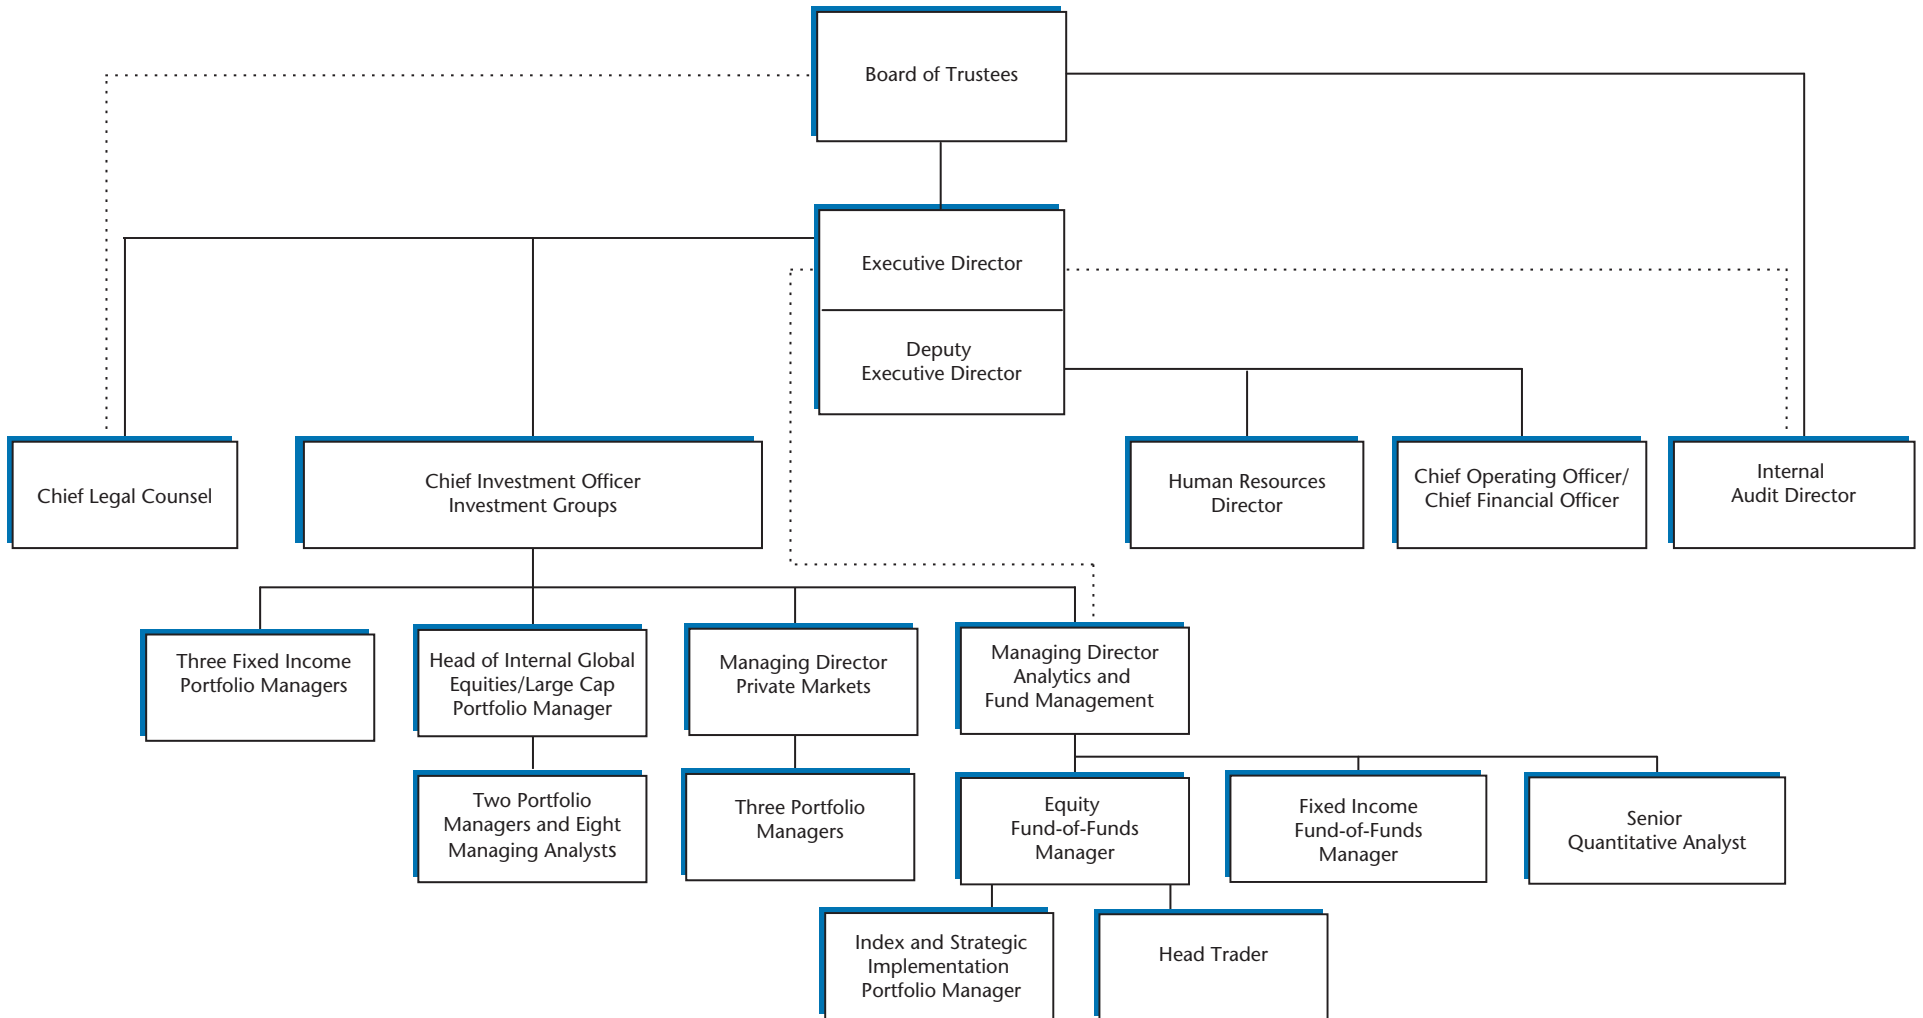 Board of Trustees
Executive Director
Deputy
Executive Director
Chief Legal Counsel
Chief Investment Officer
Investment Groups
Human Resources
Director
Chief Operating Officer/
Chief Financial Officer
Internal
Audit Director
Three Fixed Income
Portfolio Managers
Head of Internal Global
Equities/Large Cap
Portfolio Manager
Managing Director
Private Markets
Managing Director
Analytics and
Fund Management
Two Portfolio
Managers and Eight
Managing Analysts
Three Portfolio
Managers
Equity
Fund-of-Funds
Manager
Fixed Income
Fund-of-Funds
Manager
Senior
Quantitative Analyst
Index and Strategic
Implementation
Portfolio Manager
Head Trader